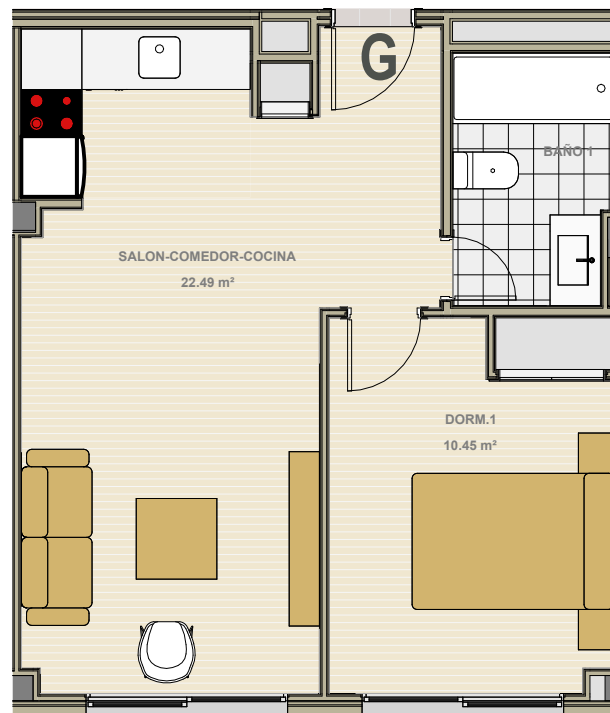 G
BAÑO 1
SALON-COMEDOR-COCINA
22.49 m²
DORM.1
10.45 m²